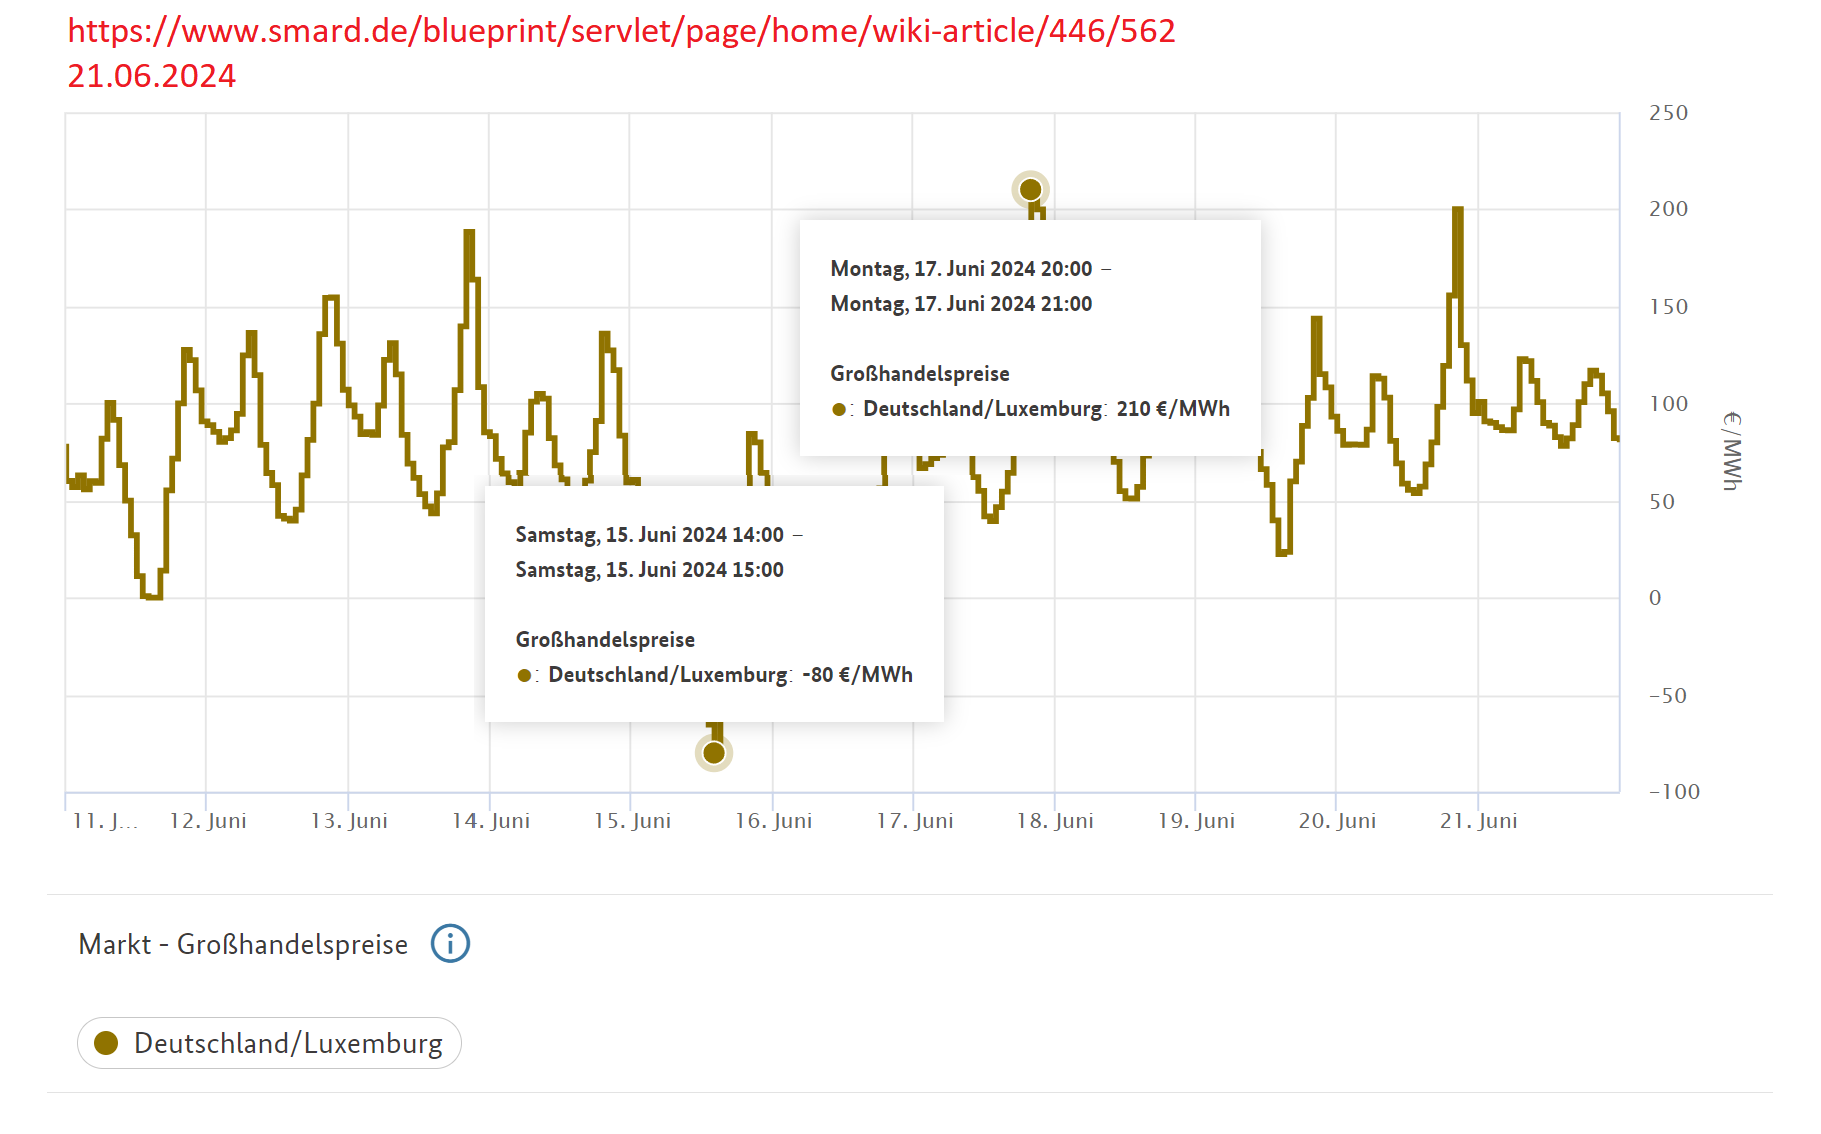 https://www.smard.de/blueprint/servlet/page/home/wiki-article/446/562
21.06.2024
250
200
150
100
50
0
−50
−100
€/MWh
Montag, 17. Juni 2024 20:00 –
Montag, 17. Juni 2024 21:00
Großhandelspreise
●: Deutschland/Luxemburg: 210 €/MWh
Samstag, 15. Juni 2024 14:00 –
Samstag, 15. Juni 2024 15:00
Großhandelspreise
●: Deutschland/Luxemburg: -80 €/MWh
11. J… 12. Juni 13. Juni 14. Juni 15. Juni 16. Juni 17. Juni 18. Juni 19. Juni 20. Juni 21. Juni
Markt - Großhandelspreise i
Deutschland/Luxemburg